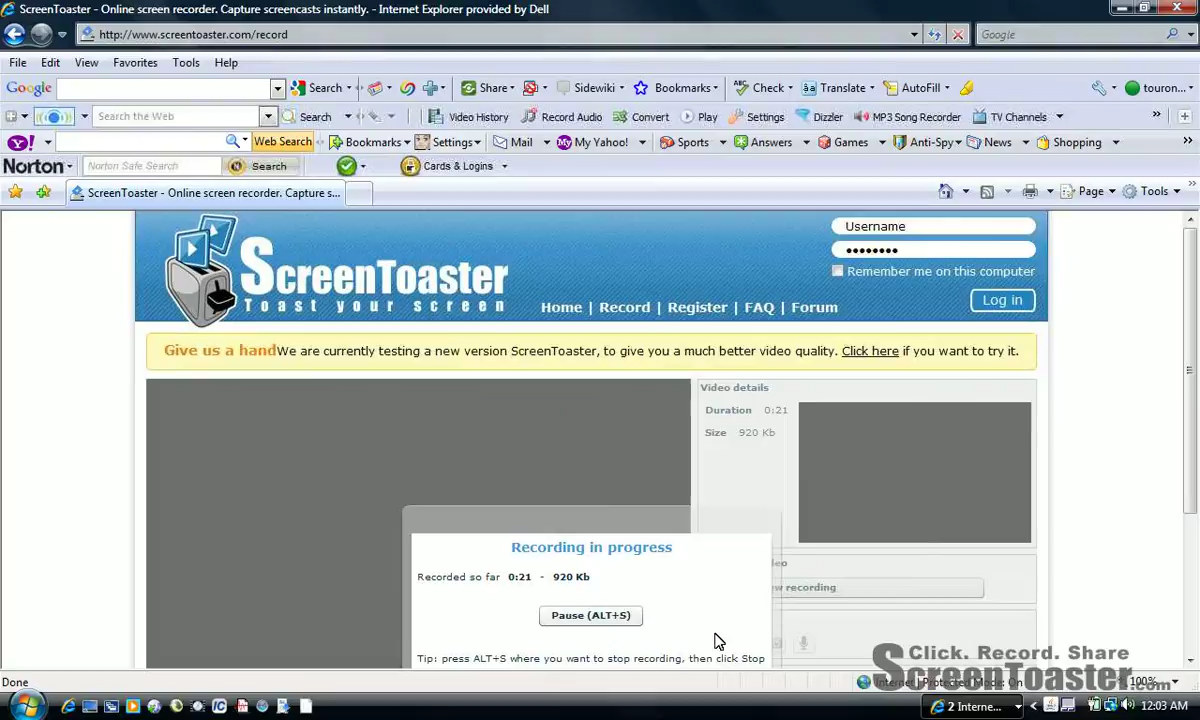 ScreenToaster - Online screen recorder. Capture screencasts instantly. - Internet Explorer provided by Dell
http://www.screentoaster.com/record
Google
File Edit View Favorites Tools Help
Google Search Share Sidewiki Bookmarks Check Translate AutoFill touron...
Search the Web Search Video History Record Audio Convert Play Settings Dizzler MP3 Song Recorder TV Channels
Y! Web Search Bookmarks Settings Mail My Yahoo! Sports Answers Games Anti-Spy News Shopping
Norton Norton Safe Search Search Cards & Logins
ScreenToaster - Online screen recorder. Capture s... Page Tools
Username
ScreenToaster
Toast your screen
••••••••
Remember me on this computer
Log in
Home | Record | Register | FAQ | Forum
Give us a hand We are currently testing a new version ScreenToaster, to give you a much better video quality. Click here if you want to try it.
Video details
Duration 0:21
Size 920 Kb
Recording in progress
Recorded so far 0:21 - 920 Kb
Pause (ALT+S)
Tip: press ALT+S where you want to stop recording, then click Stop
recording
Click. Record. Share
ScreenToaster.com
Done
Protected Mode: On
100%
2 Interne...
12:03 AM